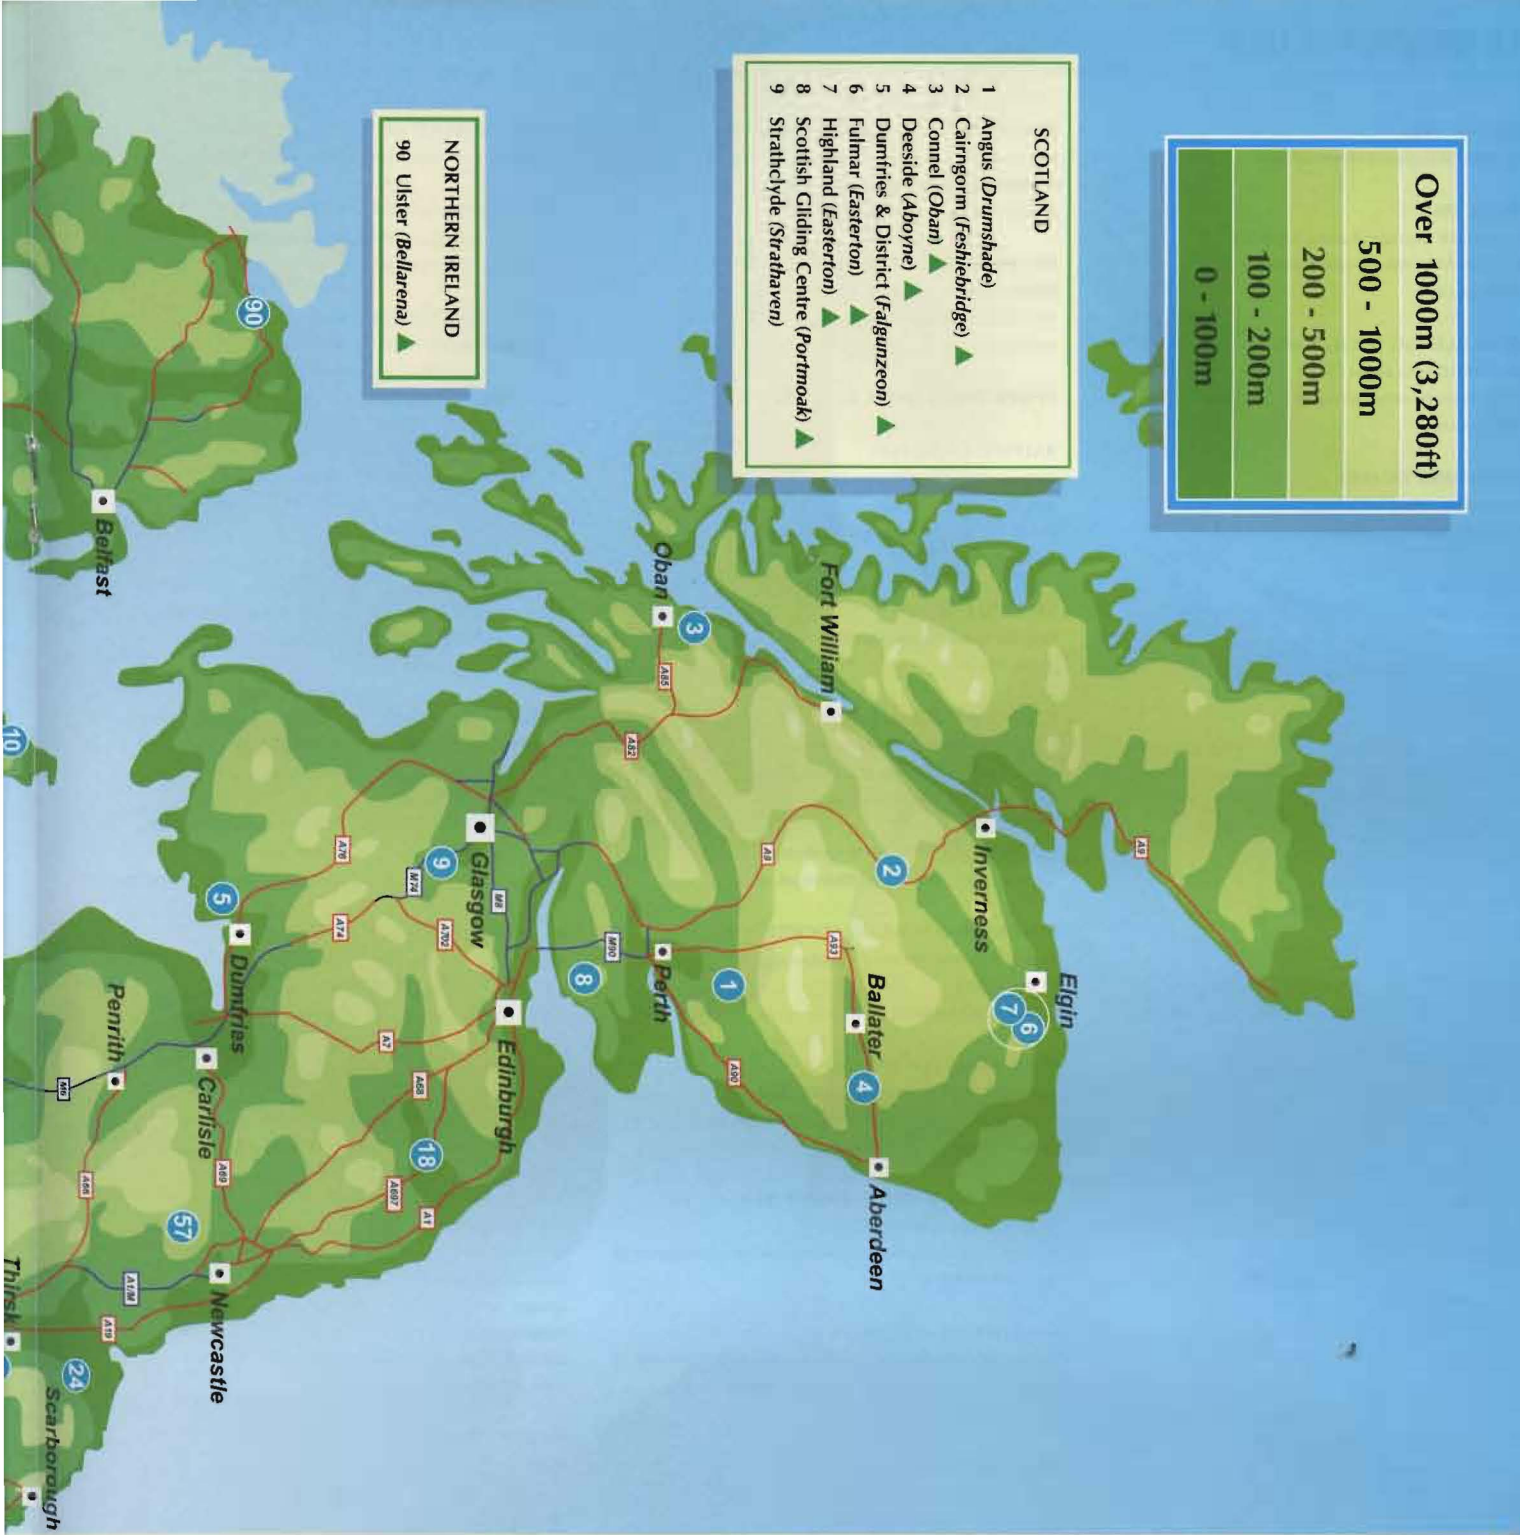 Over 1000m (3,280ft)
500 - 1000m
200 - 500m
100 - 200m
0 - 100m
SCOTLAND
1 Angus (Drumshade)
2 Cairngorm (Feshiebridge)
3 Connel (Oban)
4 Deeside (Aboyne)
5 Dumfries & District (Falgunzeon)
6 Fulmar (Easterton)
7 Highland (Easterton)
8 Scottish Gliding Centre (Portmoak)
9 Strathclyde (Strathaven)
NORTHERN IRELAND
90 Ulster (Bellarena)
A9
Elgin
7
6
Inverness
2
Fort William
A9
A93
Ballater
4
Aberdeen
Oban
3
A85
A82
1
A90
Perth
M90
8
Glasgow
M8
9
M74
A702
Edinburgh
A76
A74
A7
A68
18
A697
A1
5
Dumfries
Carlisle
A69
57
Newcastle
Penrith
M6
A66
A1/M
A19
Thirsk
24
Scarborough
90
Belfast
10